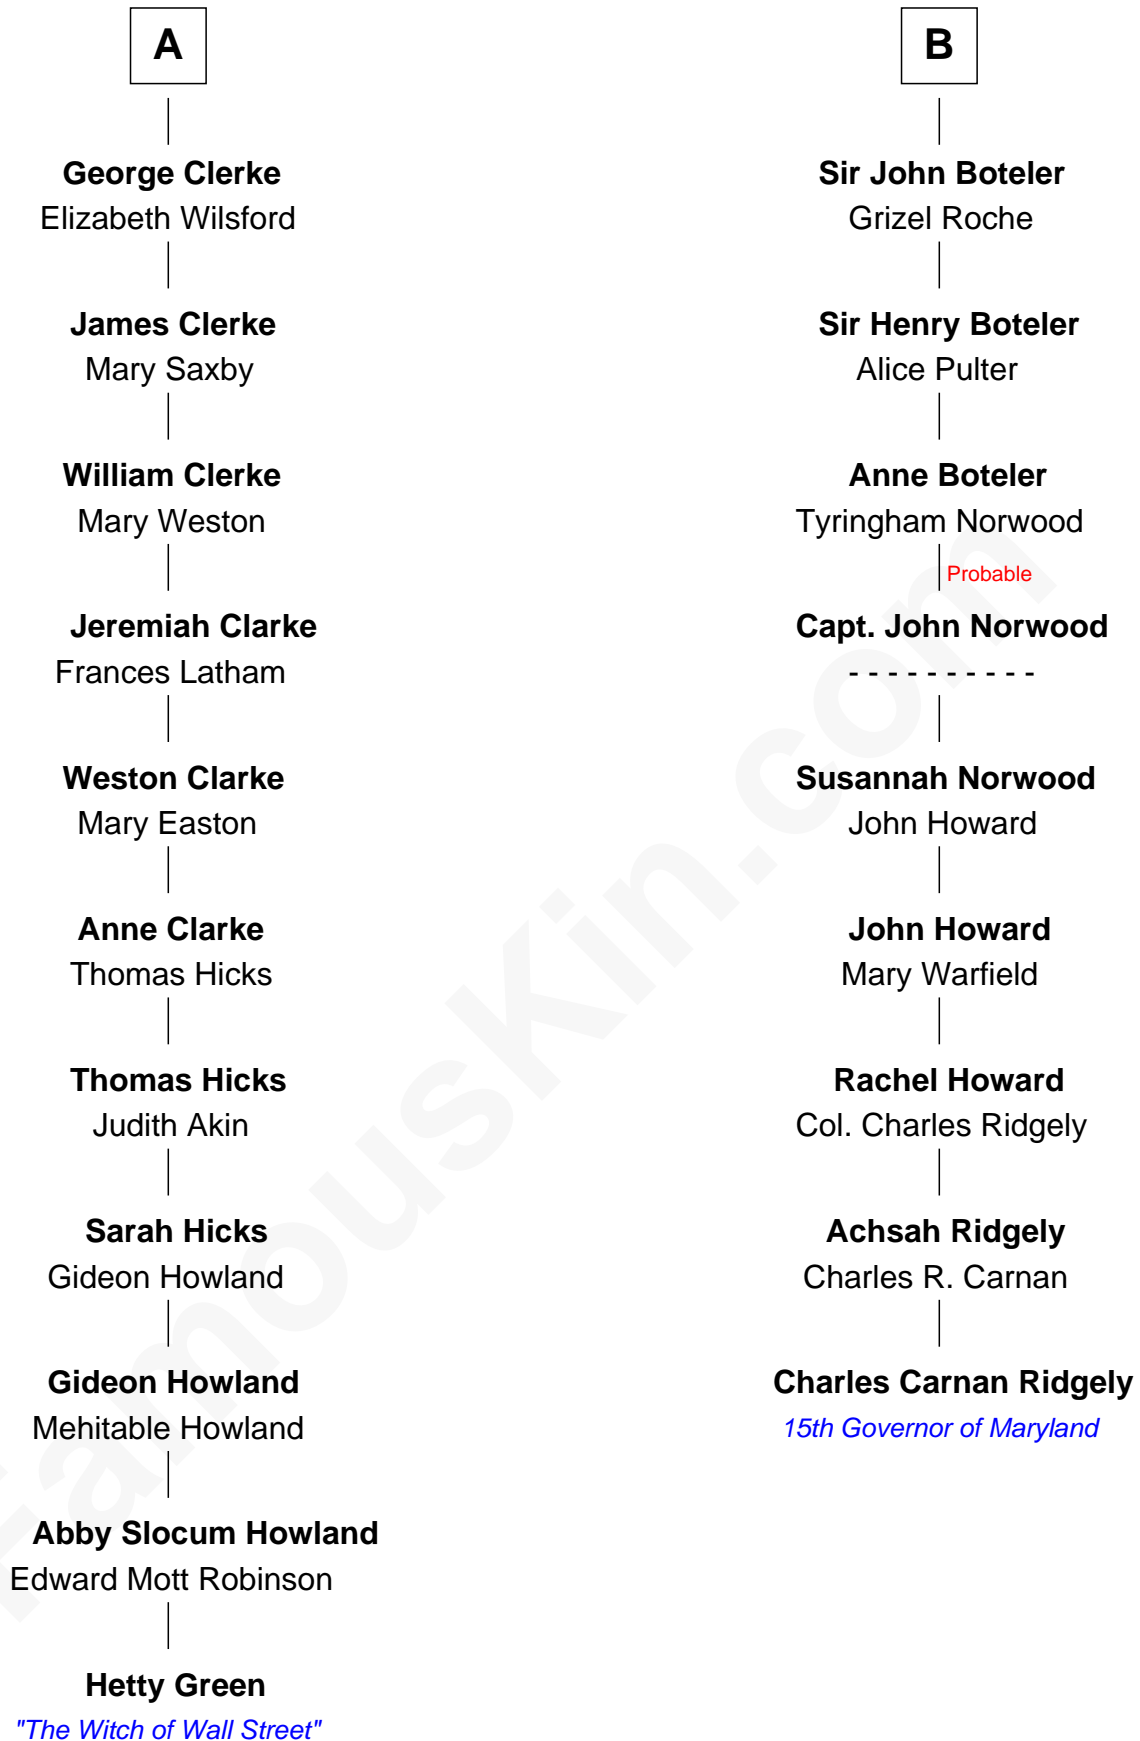 A
George Clerke
Elizabeth Wilsford
James Clerke
Mary Saxby
William Clerke
Mary Weston
Jeremiah Clarke
Frances Latham
Weston Clarke
Mary Easton
Anne Clarke
Thomas Hicks
Thomas Hicks
Judith Akin
Sarah Hicks
Gideon Howland
Gideon Howland
Mehitable Howland
Abby Slocum Howland
Edward Mott Robinson
Hetty Green
"The Witch of Wall Street"
B
Sir John Boteler
Grizel Roche
Sir Henry Boteler
Alice Pulter
Anne Boteler
Tyringham Norwood
Probable
Capt. John Norwood
- - - - - - - - - -
Susannah Norwood
John Howard
John Howard
Mary Warfield
Rachel Howard
Col. Charles Ridgely
Achsah Ridgely
Charles R. Carnan
Charles Carnan Ridgely
15th Governor of Maryland
FamousKin.com